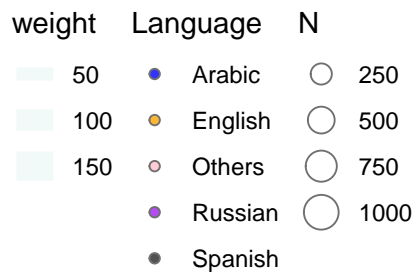 weight Language N
50 Arabic 250
100 English 500
150 Others 750
Russian 1000
Spanish